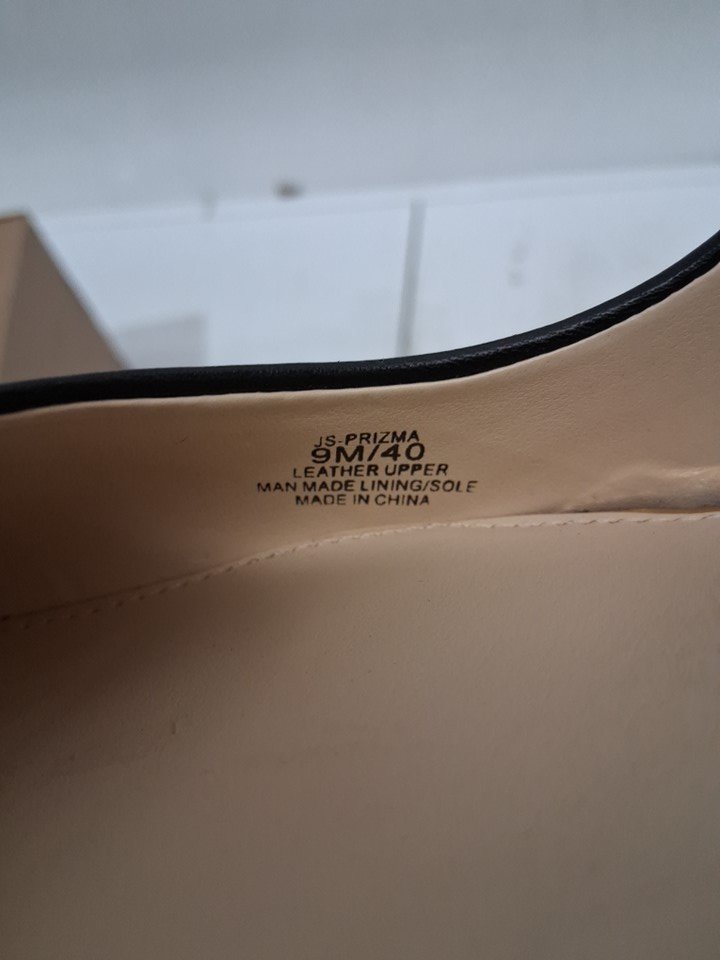 JS-PRIZMA
9M/40
LEATHER UPPER
MAN MADE LINING/SOLE
MADE IN CHINA